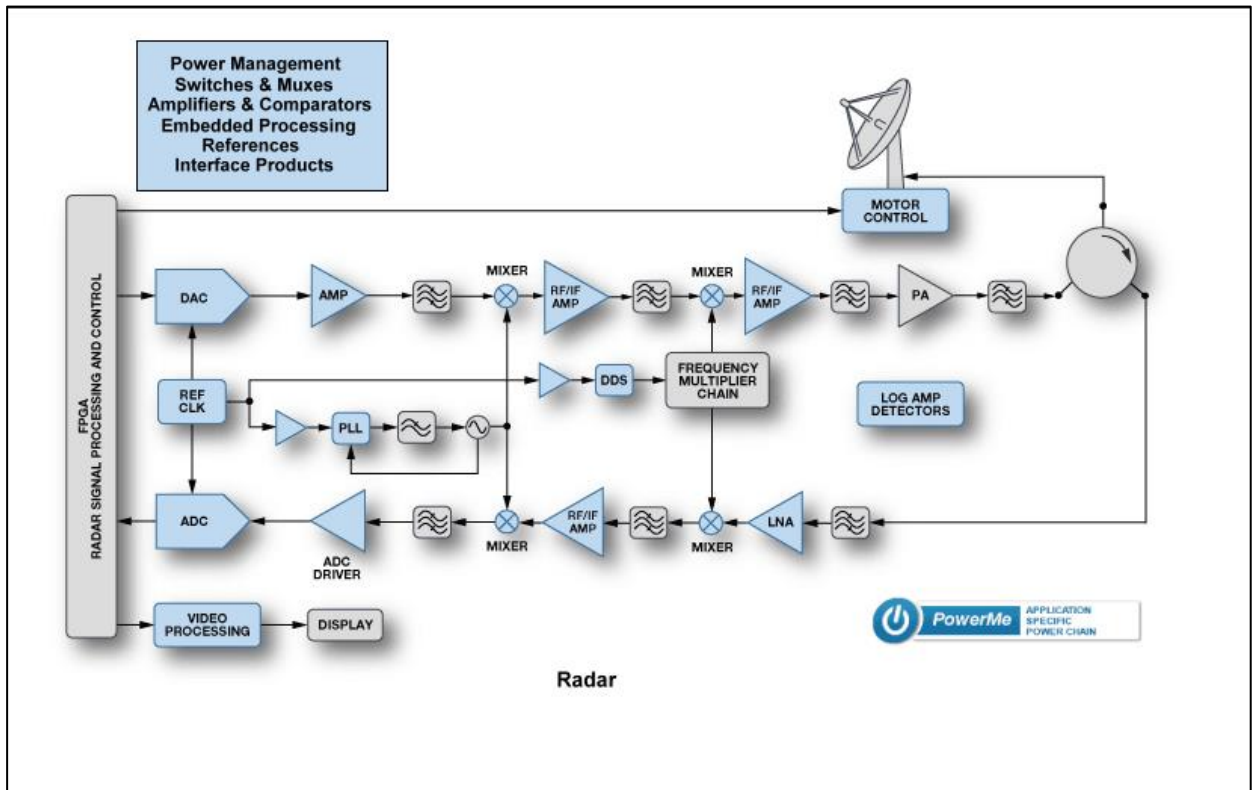 Power Management
Switches & Muxes
Amplifiers & Comparators
Embedded Processing
References
Interface Products
MOTOR
CONTROL
FPGA
RADAR SIGNAL PROCESSING AND CONTROL
DAC
AMP
MIXER
RF/IF
AMP
MIXER
RF/IF
AMP
PA
REF
CLK
DDS
FREQUENCY
MULTIPLIER
CHAIN
LOG AMP
DETECTORS
PLL
ADC
ADC
DRIVER
MIXER
RF/IF
AMP
MIXER
LNA
VIDEO
PROCESSING
DISPLAY
PowerMe
APPLICATION
SPECIFIC
POWER CHAIN
Radar